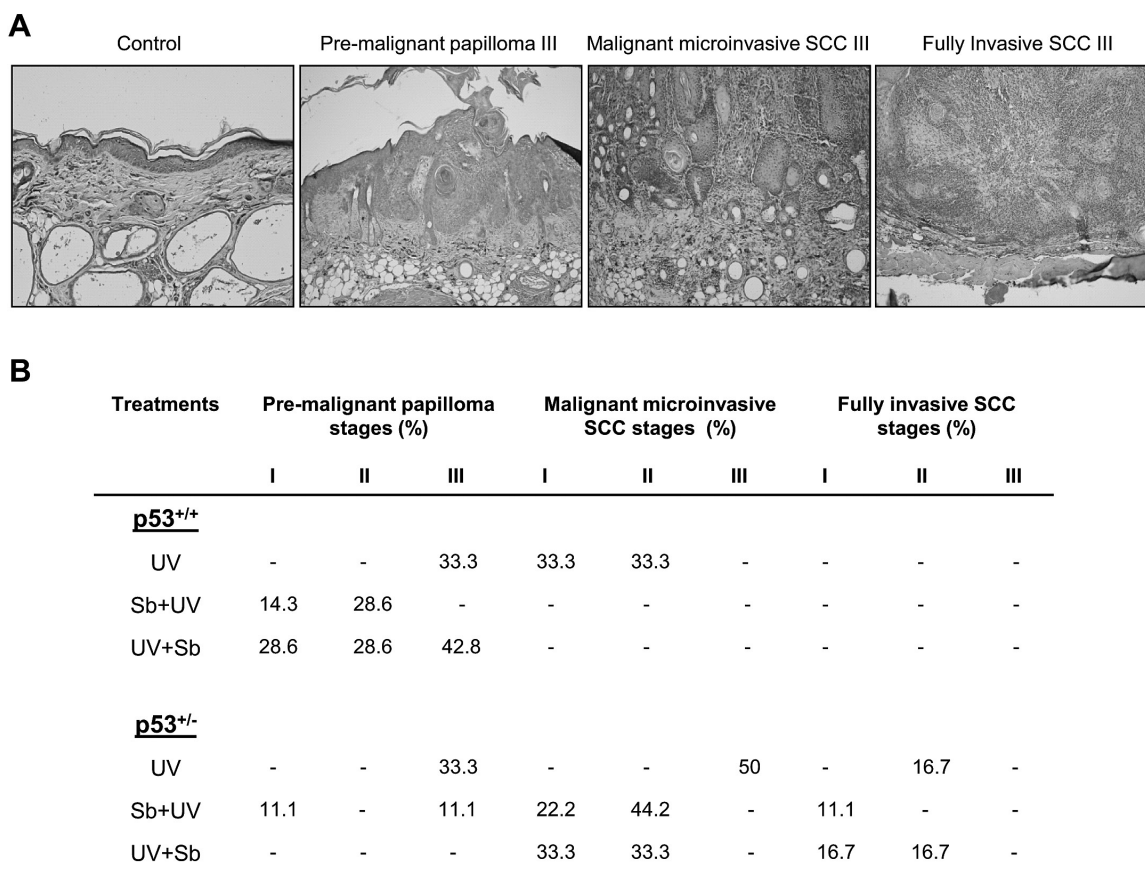 A
Control Pre-malignant papilloma III Malignant microinvasive SCC III Fully Invasive SCC III
B
Treatments Pre-malignant papilloma Malignant microinvasive Fully invasive SCC
stages (%) SCC stages (%) stages (%)
I II III I II III I II III
p53+/+
UV - - 33.3 33.3 33.3 - - - -
Sb+UV 14.3 28.6 - - - - - - -
UV+Sb 28.6 28.6 42.8 - - - - - -
p53+/-
UV - - 33.3 - - 50 - 16.7 -
Sb+UV 11.1 - 11.1 22.2 44.2 - 11.1 - -
UV+Sb - - - 33.3 33.3 - 16.7 16.7 -